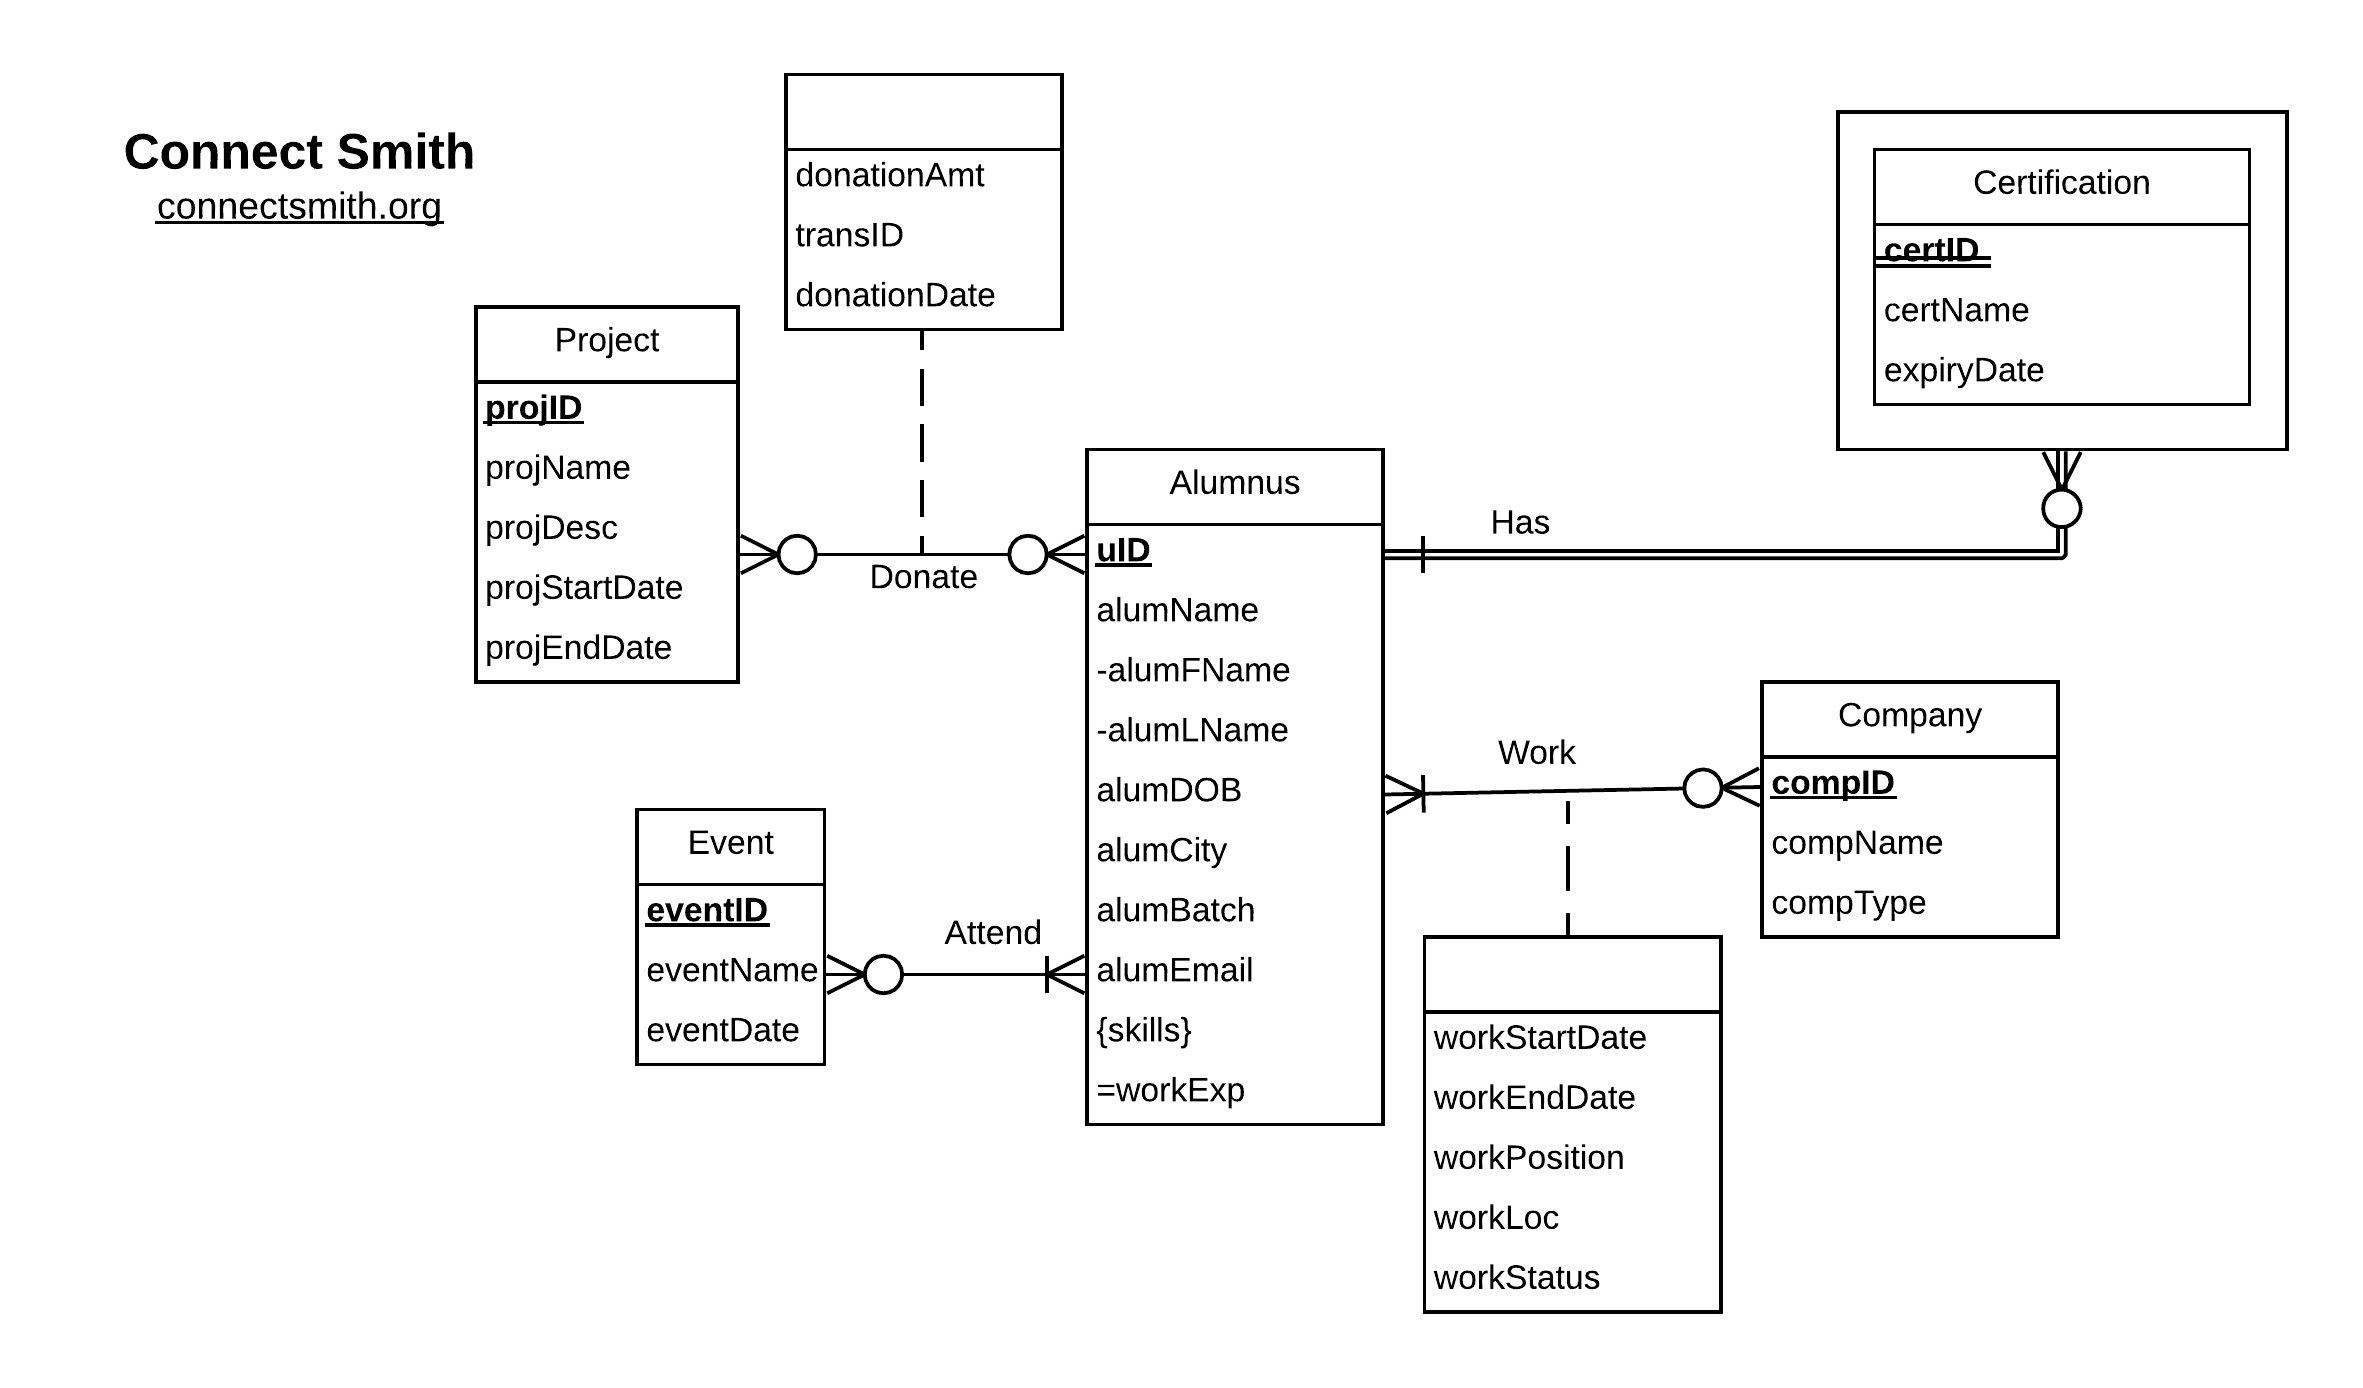 Connect Smith
connectsmith.org
donationAmt
transID
donationDate
Certification
certID
certName
expiryDate
Project
projID
projName
projDesc
projStartDate
projEndDate
Donate
Alumnus
uID
alumName
-alumFName
-alumLName
alumDOB
alumCity
alumBatch
alumEmail
{skills}
=workExp
Has
Work
Company
compID
compName
compType
Event
eventID
eventName
eventDate
Attend
workStartDate
workEndDate
workPosition
workLoc
workStatus